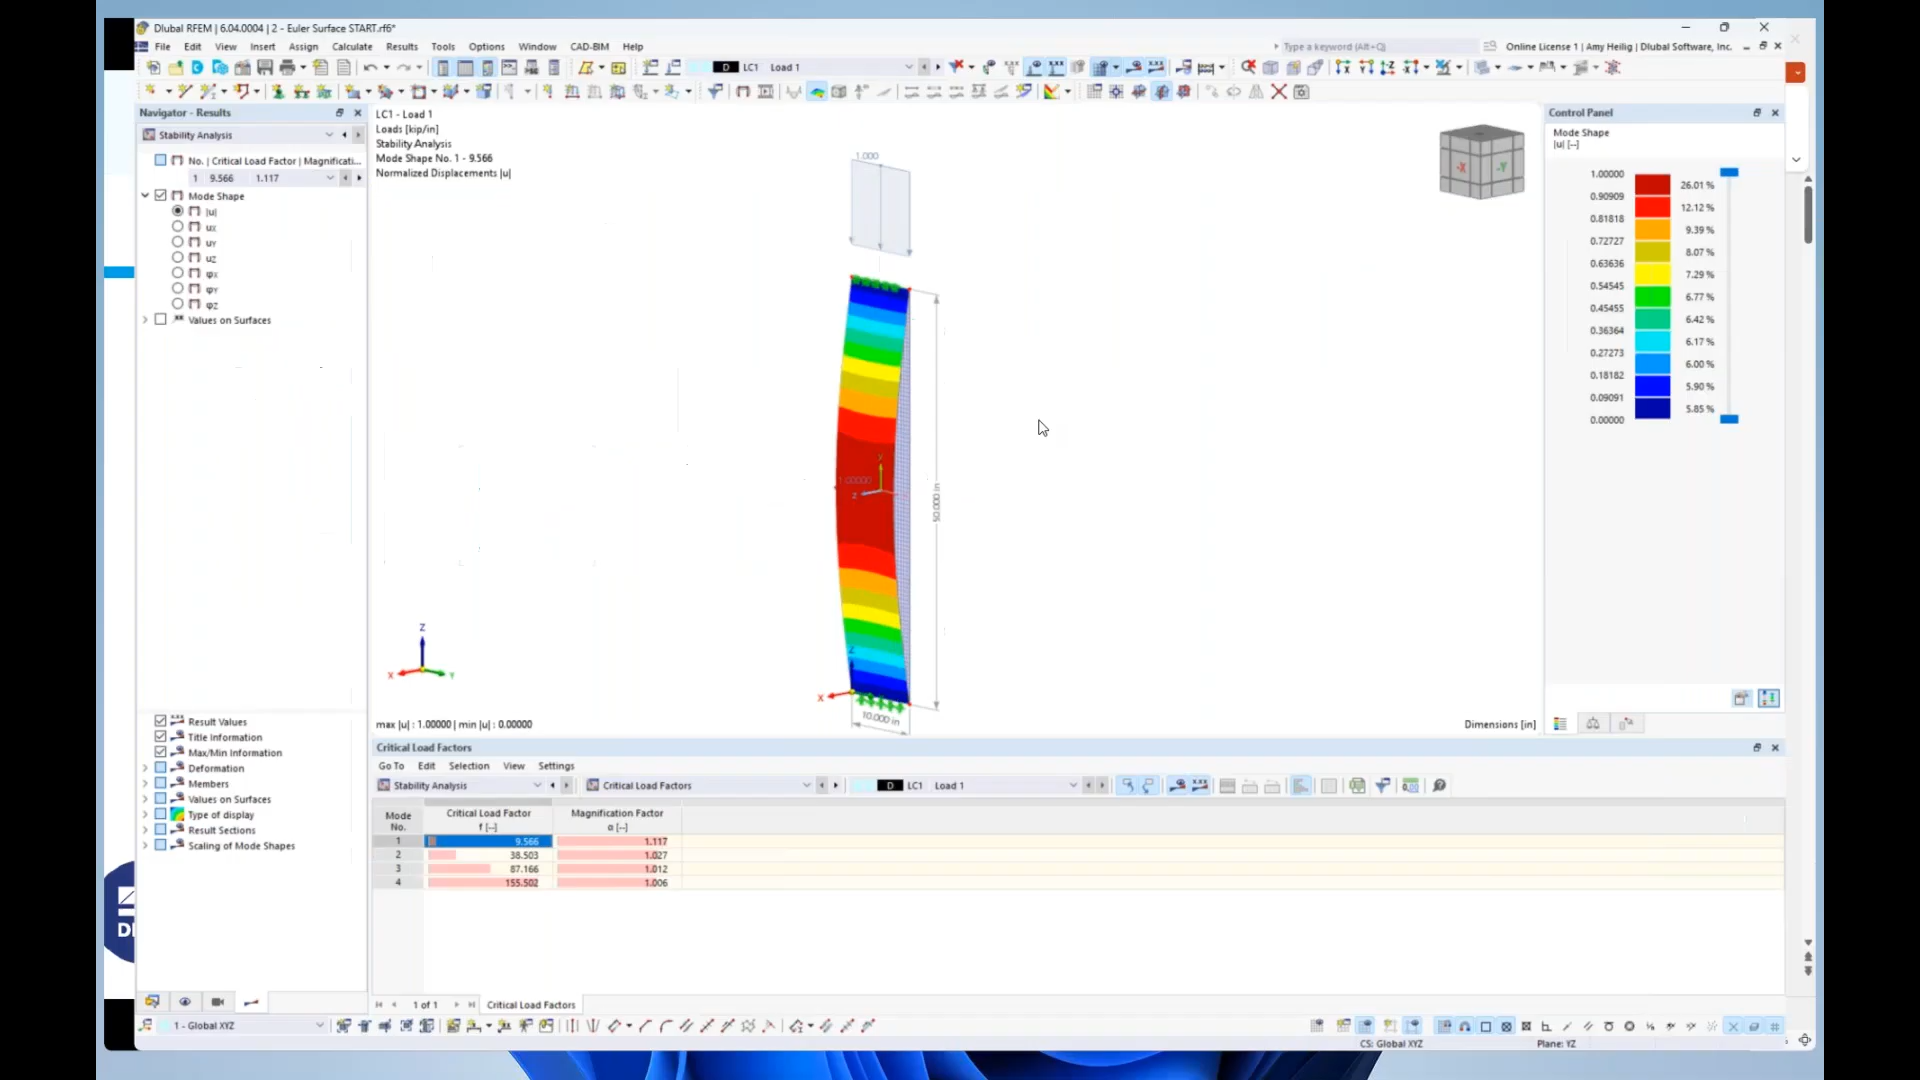 Dlubal RFEM | 6.04.0004 | 2 - Euler Surface START.rf6*
File Edit View Insert Assign Calculate Results Tools Options Window CAD-BIM Help
Type a keyword (Alt+Q)
Online License 1 | Amy Heilig | Dlubal Software, Inc.
D LC1 Load 1
Navigator - Results
Stability Analysis
No. | Critical Load Factor | Magnificati...
1 9.566 1.117
Mode Shape
|u|
uX
uY
uZ
φX
φY
φZ
Values on Surfaces
Result Values
Title Information
Max/Min Information
Deformation
Members
Values on Surfaces
Type of display
Result Sections
Scaling of Mode Shapes
LC1 - Load 1
Loads [kip/in]
Stability Analysis
Mode Shape No. 1 - 9.566
Normalized Displacements |u|
1.000
1.00000
50.000 in
10.000 in
Z
X
Y
Y
Z
Z
X
-X
-Y
max |u| : 1.00000 | min |u| : 0.00000
Dimensions [in]
Control Panel
Mode Shape
|u| [--]
1.00000
26.01 %
0.90909
12.12 %
0.81818
9.39 %
0.72727
8.07 %
0.63636
7.29 %
0.54545
6.77 %
0.45455
6.42 %
0.36364
6.17 %
0.27273
6.00 %
0.18182
5.90 %
0.09091
5.85 %
0.00000
Critical Load Factors
Go To Edit Selection View Settings
Stability Analysis
Critical Load Factors
D LC1 Load 1
Mode No.
Critical Load Factor f [--]
Magnification Factor α [--]
1 9.566 1.117
2 38.503 1.027
3 87.166 1.012
4 155.502 1.006
1 of 1
Critical Load Factors
1 - Global XYZ
CS: Global XYZ
Plane: YZ